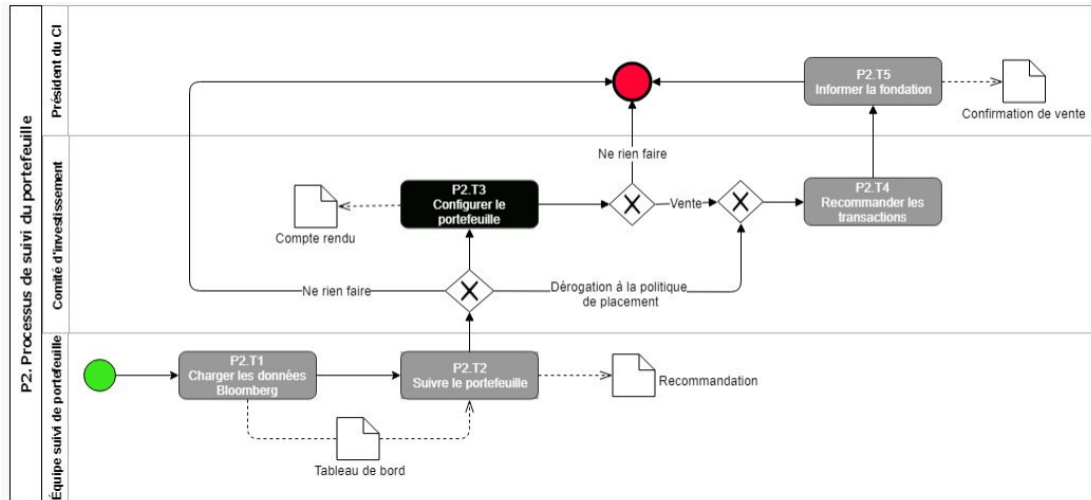 P2. Processus de suivi du portefeuille
Président du CI
P2.T5
Informer la fondation
Confirmation de vente
Comité d'investissement
Ne rien faire
P2.T3
Configurer le
portefeuille
Compte rendu
Vente
P2.T4
Recommander les
transactions
Ne rien faire
Dérogation à la politique
de placement
Équipe suivi de portefeuille
P2.T1
Charger les données
Bloomberg
P2.T2
Suivre le portefeuille
Recommandation
Tableau de bord